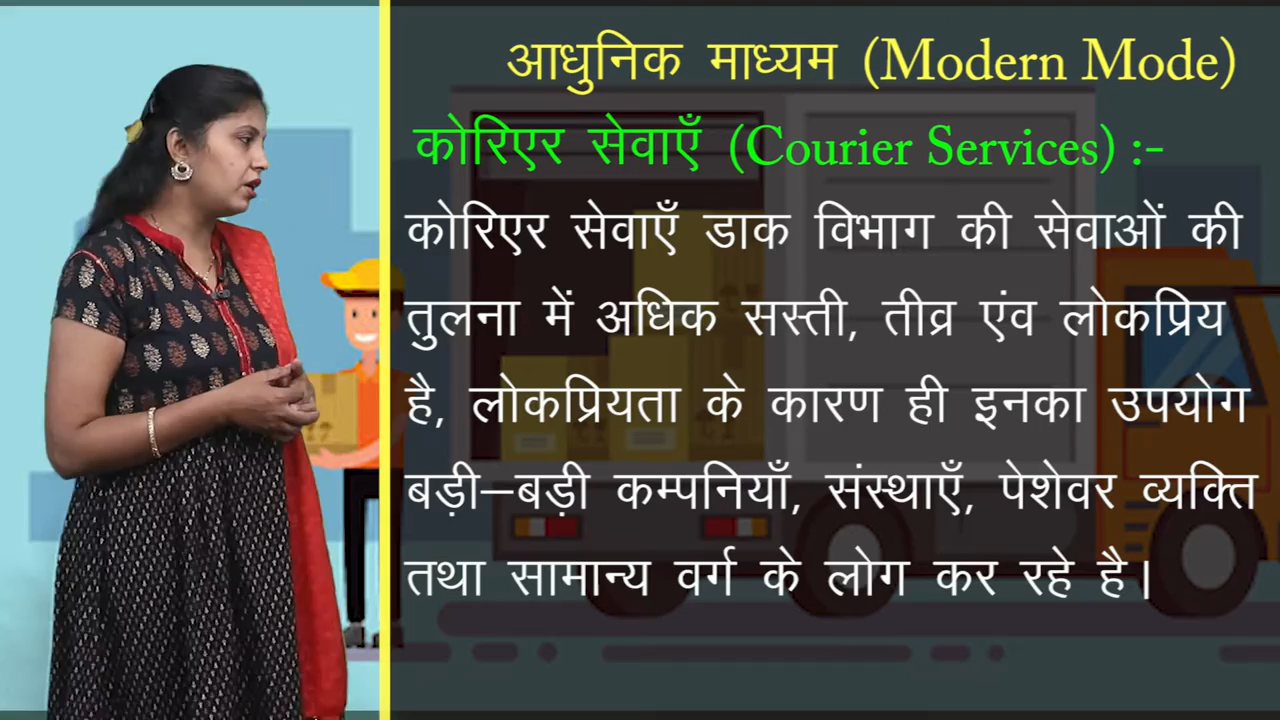 आधुनिक माध्यम (Modern Mode)
कोरिएर सेवाएँ (Courier Services) :-
कोरिएर सेवाएँ डाक विभाग की सेवाओं की
तुलना में अधिक सस्ती, तीव्र एंव लोकप्रिय
है, लोकप्रियता के कारण ही इनका उपयोग
बड़ी–बड़ी कम्पनियाँ, संस्थाएँ, पेशेवर व्यक्ति
तथा सामान्य वर्ग के लोग कर रहे है।